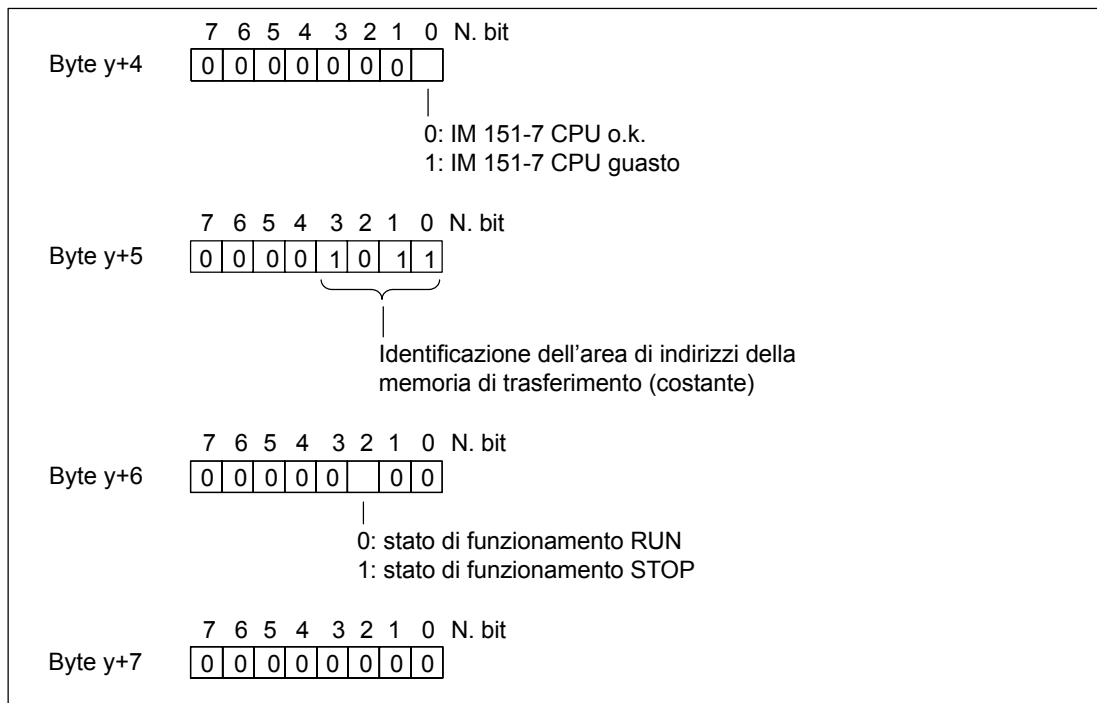 7 6 5 4 3 2 1 0 N. bit
Byte y+4 0 0 0 0 0 0 0
0: IM 151-7 CPU o.k.
1: IM 151-7 CPU guasto
7 6 5 4 3 2 1 0 N. bit
Byte y+5 0 0 0 0 1 0 1 1
Identificazione dell’area di indirizzi della
memoria di trasferimento (costante)
7 6 5 4 3 2 1 0 N. bit
Byte y+6 0 0 0 0 0 0 0
0: stato di funzionamento RUN
1: stato di funzionamento STOP
7 6 5 4 3 2 1 0 N. bit
Byte y+7 0 0 0 0 0 0 0 0